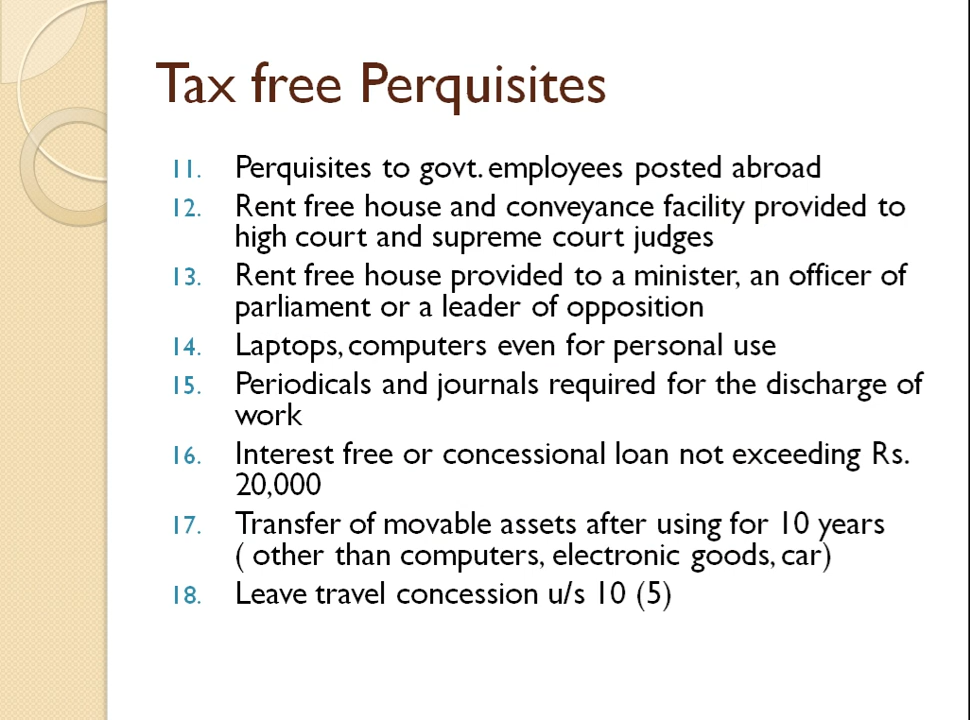 Tax free Perquisites
11. Perquisites to govt. employees posted abroad
12. Rent free house and conveyance facility provided to
high court and supreme court judges
13. Rent free house provided to a minister, an officer of
parliament or a leader of opposition
14. Laptops, computers even for personal use
15. Periodicals and journals required for the discharge of
work
16. Interest free or concessional loan not exceeding Rs.
20,000
17. Transfer of movable assets after using for 10 years
( other than computers, electronic goods, car)
18. Leave travel concession u/s 10 (5)